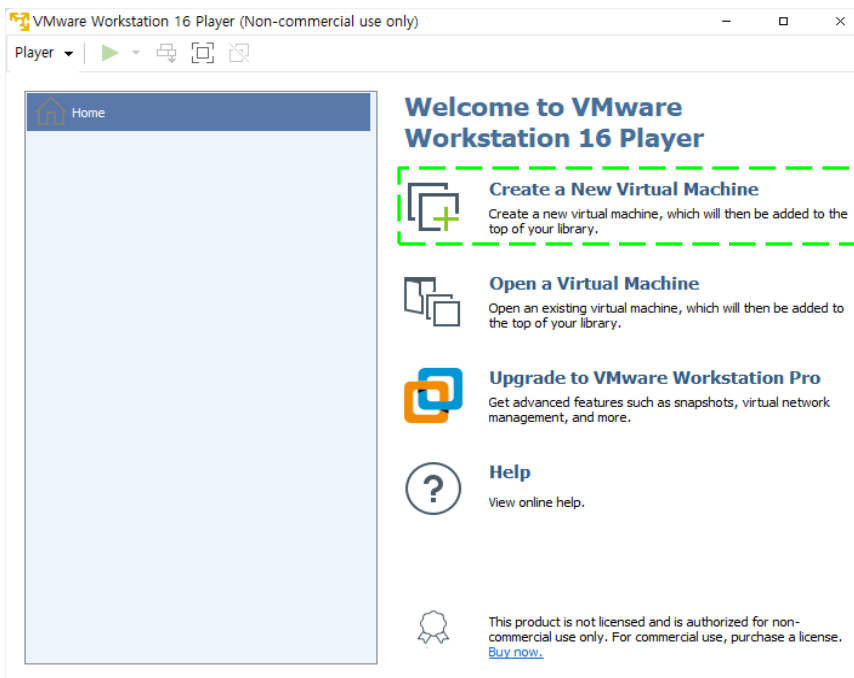 VMware Workstation 16 Player (Non-commercial use only)
Player
Home
Welcome to VMware
Workstation 16 Player
Create a New Virtual Machine
Create a new virtual machine, which will then be added to the
top of your library.
Open a Virtual Machine
Open an existing virtual machine, which will then be added to
the top of your library.
Upgrade to VMware Workstation Pro
Get advanced features such as snapshots, virtual network
management, and more.
Help
View online help.
This product is not licensed and is authorized for non-
commercial use only. For commercial use, purchase a license.
Buy now.